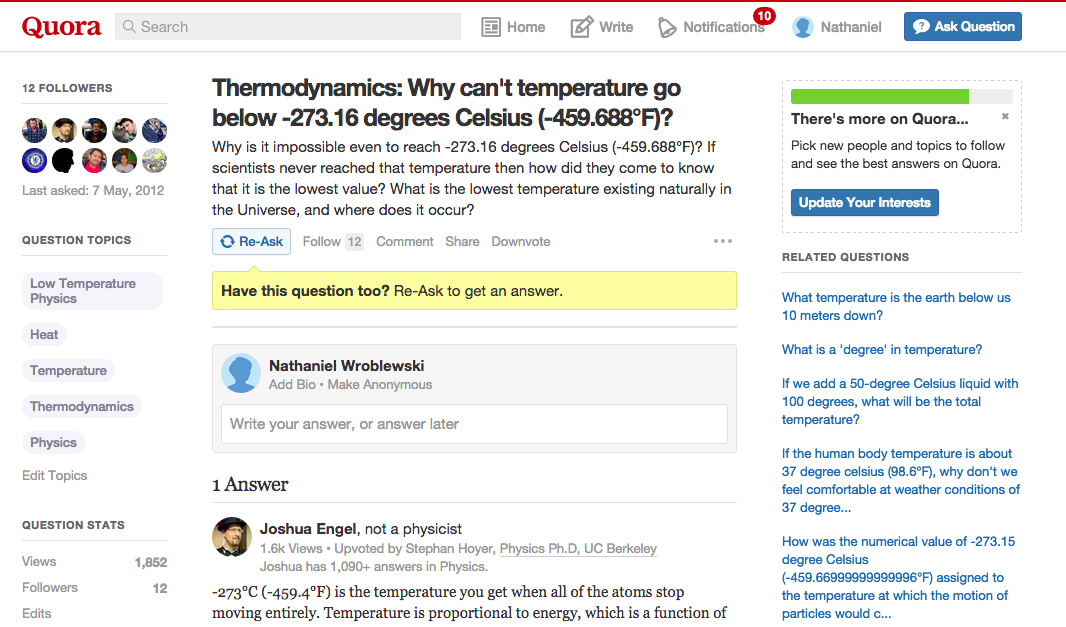 Quora
Search
Home
Write
Notifications
10
Nathaniel
Ask Question
12 FOLLOWERS
Last asked: 7 May, 2012
QUESTION TOPICS
Low Temperature
Physics
Heat
Temperature
Thermodynamics
Physics
Edit Topics
QUESTION STATS
Views 1,852
Followers 12
Edits
Thermodynamics: Why can't temperature go
below -273.16 degrees Celsius (-459.688°F)?
Why is it impossible even to reach -273.16 degrees Celsius (-459.688°F)? If
scientists never reached that temperature then how did they come to know
that it is the lowest value? What is the lowest temperature existing naturally in
the Universe, and where does it occur?
Re-Ask Follow 12 Comment Share Downvote
Have this question too? Re-Ask to get an answer.
Nathaniel Wroblewski
Add Bio • Make Anonymous
Write your answer, or answer later
1 Answer
Joshua Engel, not a physicist
1.6k Views • Upvoted by Stephan Hoyer, Physics Ph.D, UC Berkeley
Joshua has 1,090+ answers in Physics.
-273°C (-459.4°F) is the temperature you get when all of the atoms stop
moving entirely. Temperature is proportional to energy, which is a function of
There's more on Quora...
Pick new people and topics to follow
and see the best answers on Quora.
Update Your Interests
RELATED QUESTIONS
What temperature is the earth below us
10 meters down?
What is a 'degree' in temperature?
If we add a 50-degree Celsius liquid with
100 degrees, what will be the total
temperature?
If the human body temperature is about
37 degree celsius (98.6°F), why don't we
feel comfortable at weather conditions of
37 degree...
How was the numerical value of -273.15
degree Celsius
(-459.66999999999996°F) assigned to
the temperature at which the motion of
particles would c...